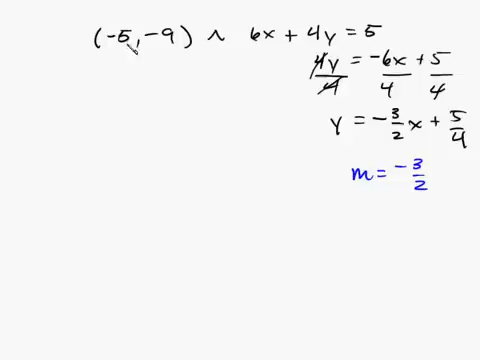 (-5, -9) ~ 6x + 4y = 5
4y/4 = -6x/4 + 5/4
y = -3/2 x + 5/4
m = -3/2